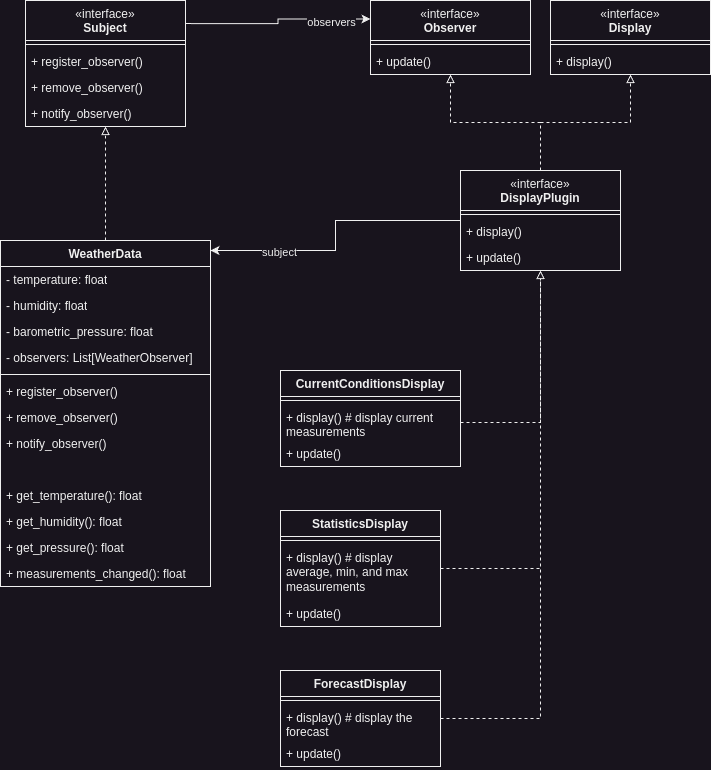 «interface»
Subject
+ register_observer()
+ remove_observer()
+ notify_observer()
observers
«interface»
Observer
+ update()
«interface»
Display
+ display()
«interface»
DisplayPlugin
+ display()
+ update()
subject
WeatherData
- temperature: float
- humidity: float
- barometric_pressure: float
- observers: List[WeatherObserver]
+ register_observer()
+ remove_observer()
+ notify_observer()
+ get_temperature(): float
+ get_humidity(): float
+ get_pressure(): float
+ measurements_changed(): float
CurrentConditionsDisplay
+ display() # display current
measurements
+ update()
StatisticsDisplay
+ display() # display
average, min, and max
measurements
+ update()
ForecastDisplay
+ display() # display the
forecast
+ update()